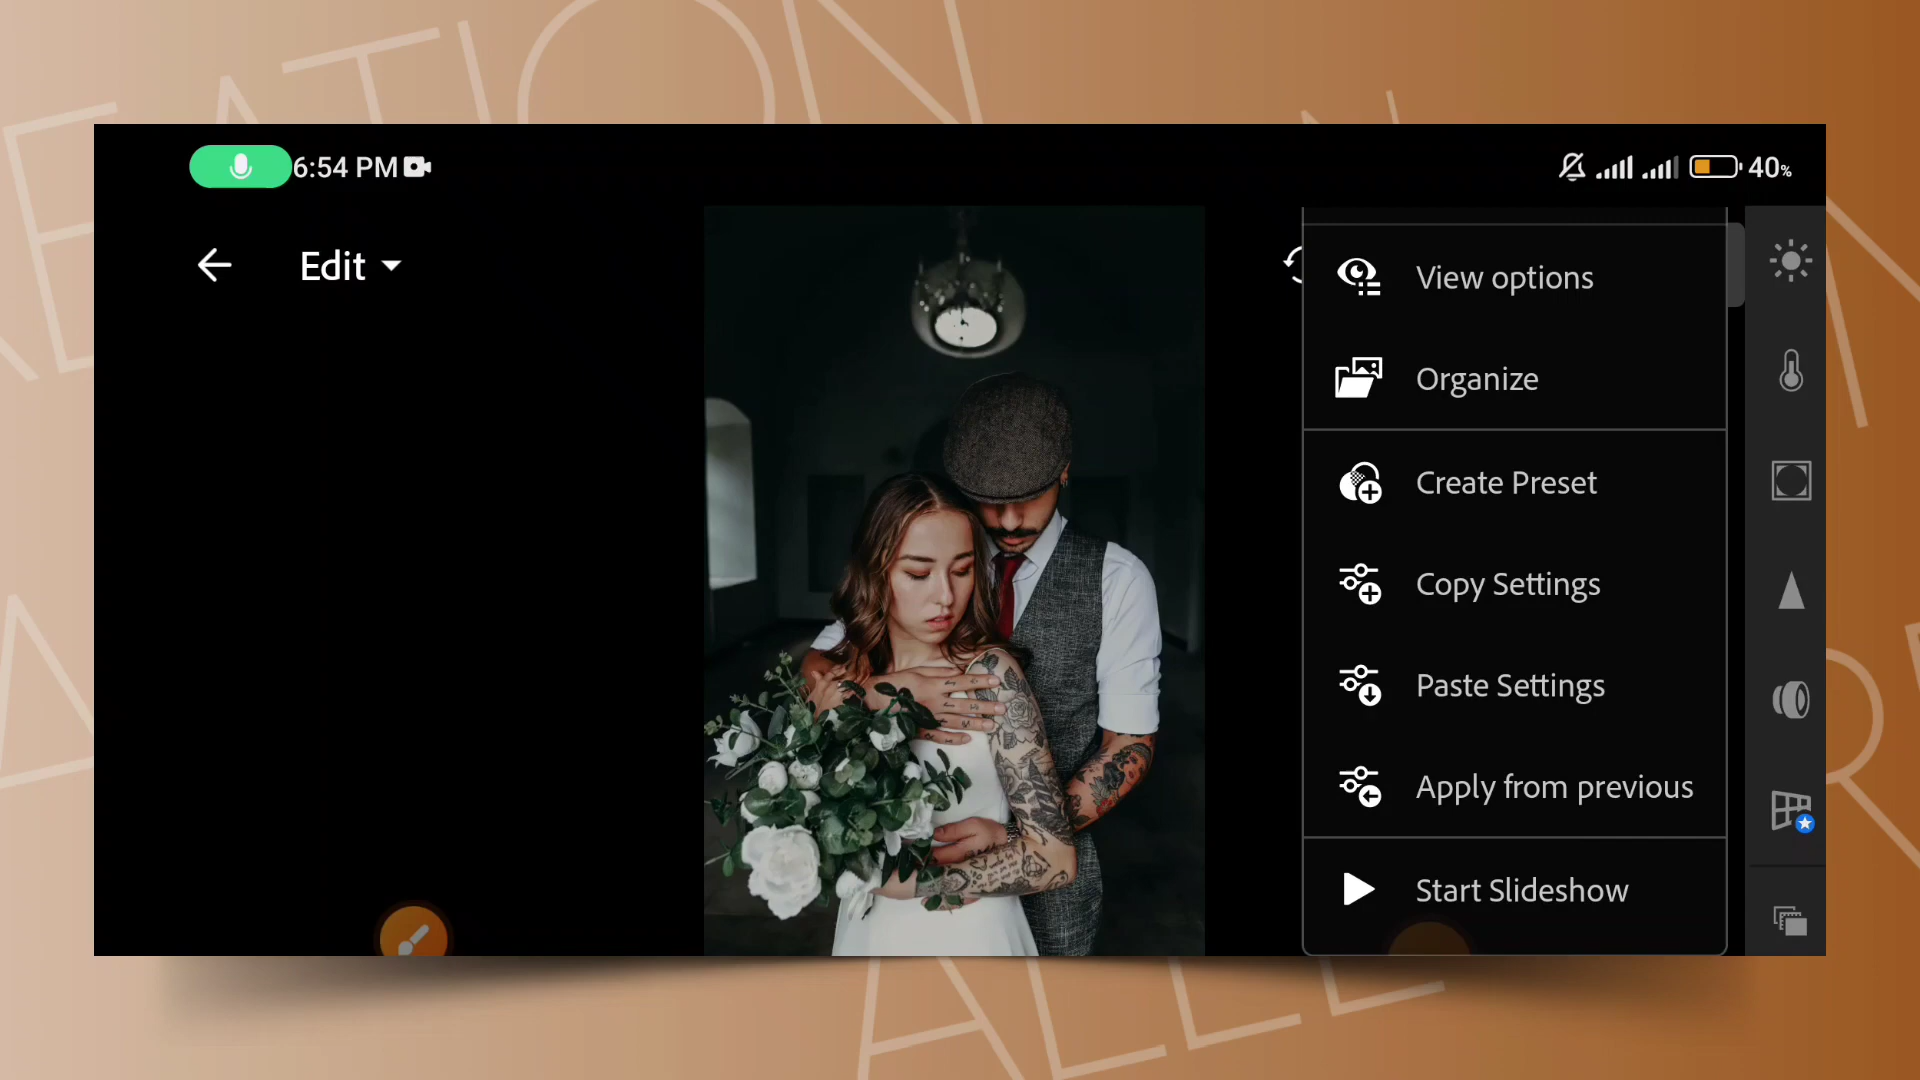 6:54 PM
40%
Edit
View options
Organize
Create Preset
Copy Settings
Paste Settings
Apply from previous
Start Slideshow